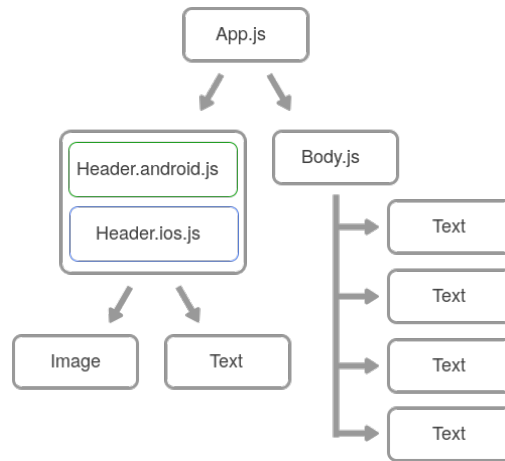 App.js
Header.android.js
Header.ios.js
Body.js
Image
Text
Text
Text
Text
Text